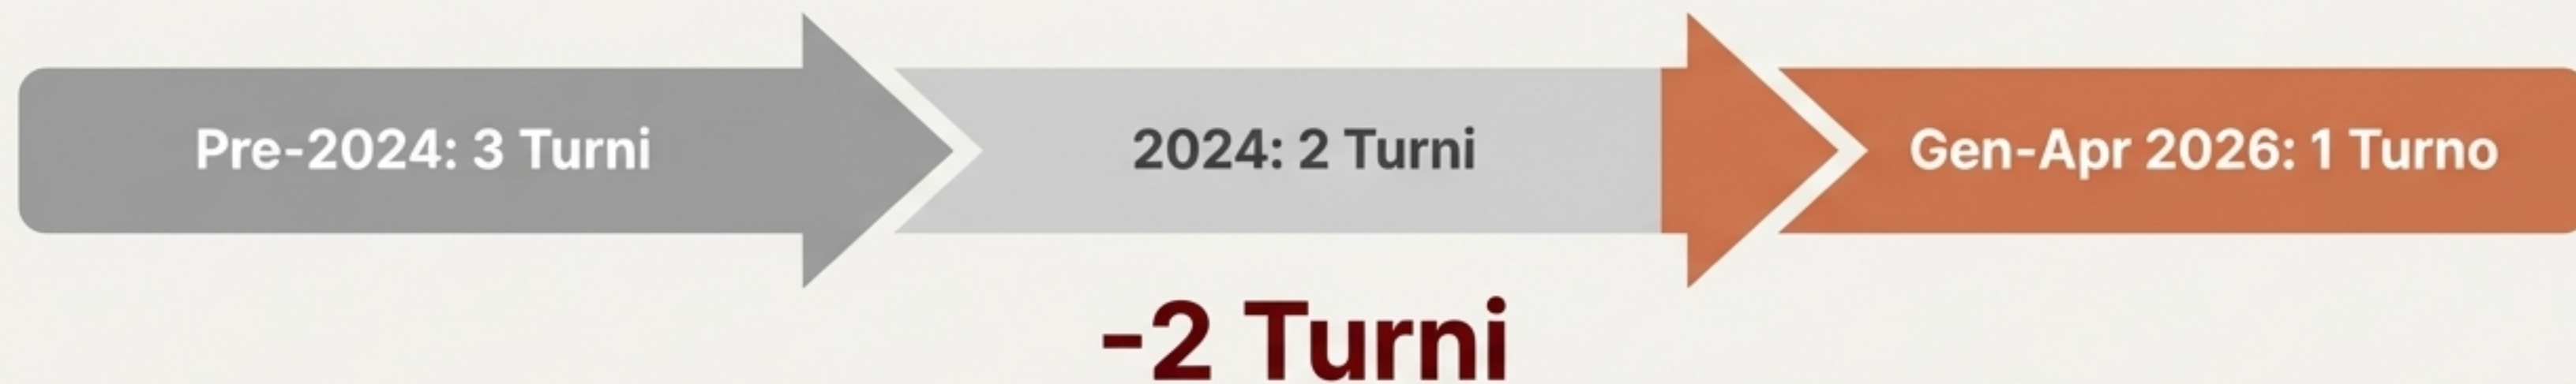 Pre-2024: 3 Turni
2024: 2 Turni
Gen-Apr 2026: 1 Turno
-2 Turni